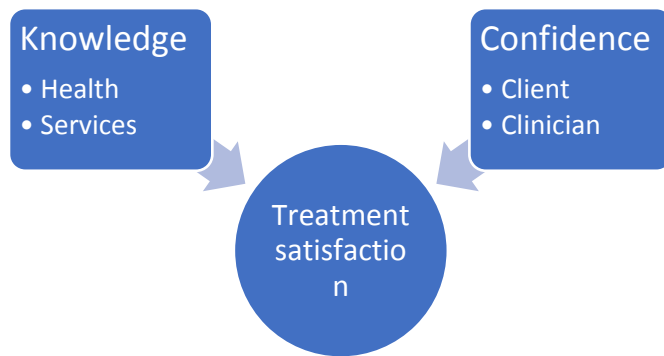 Knowledge
• Health
• Services
Confidence
• Client
• Clinician
Treatment
satisfactio
n